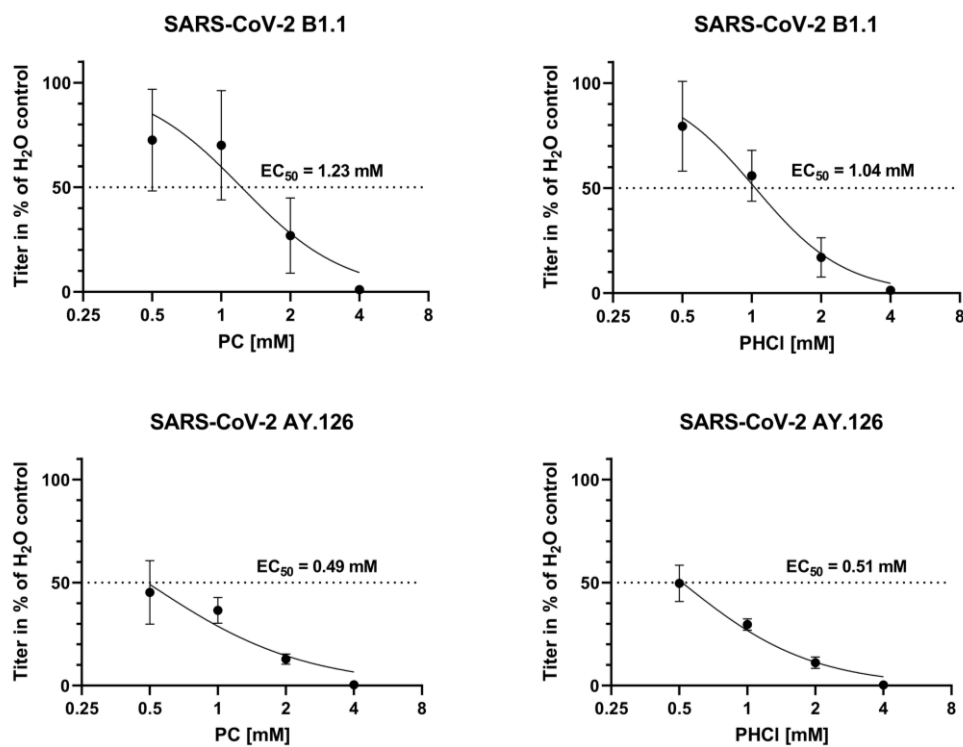 SARS-CoV-2 B1.1
Titer in % of H₂O control
100
50
0
EC₅₀ = 1.23 mM
0.25 0.5 1 2 4 8
PC [mM]
SARS-CoV-2 B1.1
Titer in % of H₂O control
100
50
0
EC₅₀ = 1.04 mM
0.25 0.5 1 2 4 8
PHCl [mM]
SARS-CoV-2 AY.126
Titer in % of H₂O control
100
50
0
EC₅₀ = 0.49 mM
0.25 0.5 1 2 4 8
PC [mM]
SARS-CoV-2 AY.126
Titer in % of H₂O control
100
50
0
EC₅₀ = 0.51 mM
0.25 0.5 1 2 4 8
PHCl [mM]